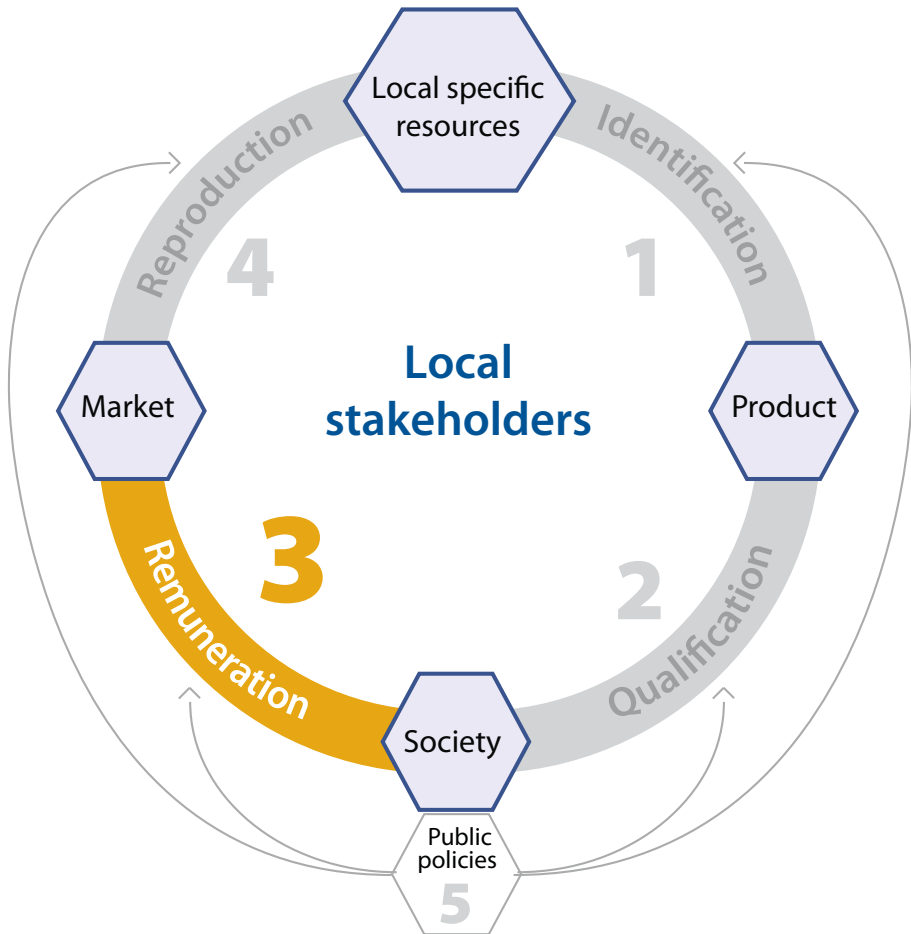 Local specific
resources
Identification
1
Product
2
Qualification
Society
3
Remuneration
Market
4
Reproduction
Local
stakeholders
Public
policies
5